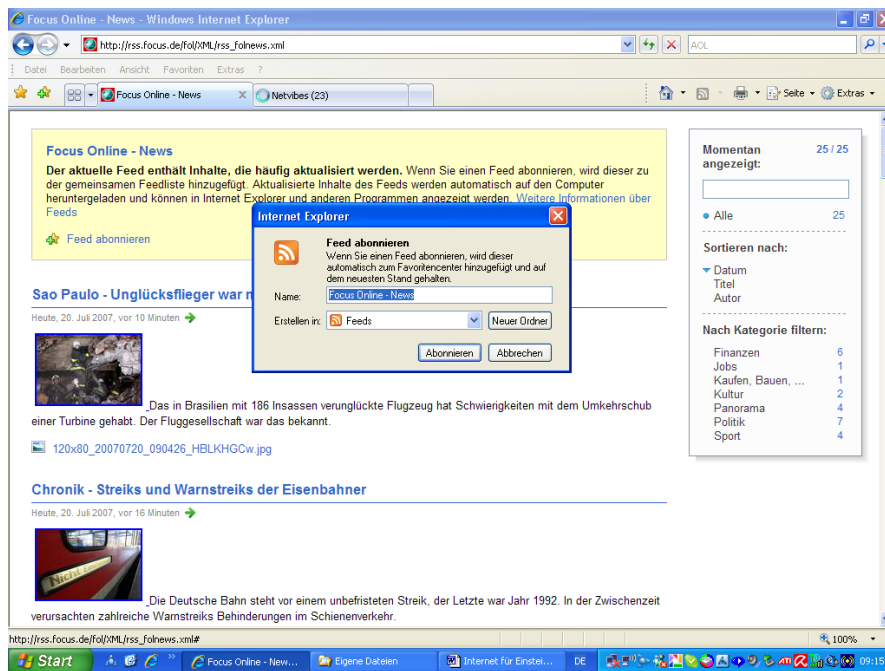 Focus Online - News - Windows Internet Explorer
http://rss.focus.de/fol/XML/rss_folnews.xml
AOL
Datei Bearbeiten Ansicht Favoriten Extras ?
Focus Online - News X Netvibes (23) Seite Extras
Focus Online - News
Der aktuelle Feed enthält Inhalte, die häufig aktualisiert werden. Wenn Sie einen Feed abonnieren, wird dieser zu
der gemeinsamen Feedliste hinzugefügt. Aktualisierte Inhalte des Feeds werden automatisch auf den Computer
heruntergeladen und können in Internet Explorer und anderen Programmen angezeigt werden. Weitere Informationen über
Feeds
Feed abonnieren
Internet Explorer
Feed abonnieren
Wenn Sie einen Feed abonnieren, wird dieser
automatisch zum Favoritencenter hinzugefügt und auf
dem neuesten Stand gehalten.
Name: Focus Online - News
Erstellen in: Feeds Neuer Ordner
Abonnieren Abbrechen
Sao Paulo - Unglücksflieger war
Heute, 20. Juli 2007, vor 10 Minuten
Das in Brasilien mit 186 Insassen verunglückte Flugzeug hat Schwierigkeiten mit dem Umkehrschub
einer Turbine gehabt. Der Fluggesellschaft war das bekannt.
120x80_20070720_090426_HBLKHGCw.jpg
Chronik - Streiks und Warnstreiks der Eisenbahner
Heute, 20. Juli 2007, vor 16 Minuten
Die Deutsche Bahn steht vor einem unbefristeten Streik, der Letzte war Jahr 1992. In der Zwischenzeit
verursachten zahlreiche Warnstreiks Behinderungen im Schienenverkehr.
Momentan 25 / 25
angezeigt:
Alle 25
Sortieren nach:
Datum
Titel
Autor
Nach Kategorie filtern:
Finanzen 6
Jobs 1
Kaufen, Bauen, ... 1
Kultur 2
Panorama 4
Politik 7
Sport 4
http://rss.focus.de/fol/XML/rss_folnews.xml#
100%
Start Focus Online - New... Eigene Dateien Internet für Einstei... DE 09:15